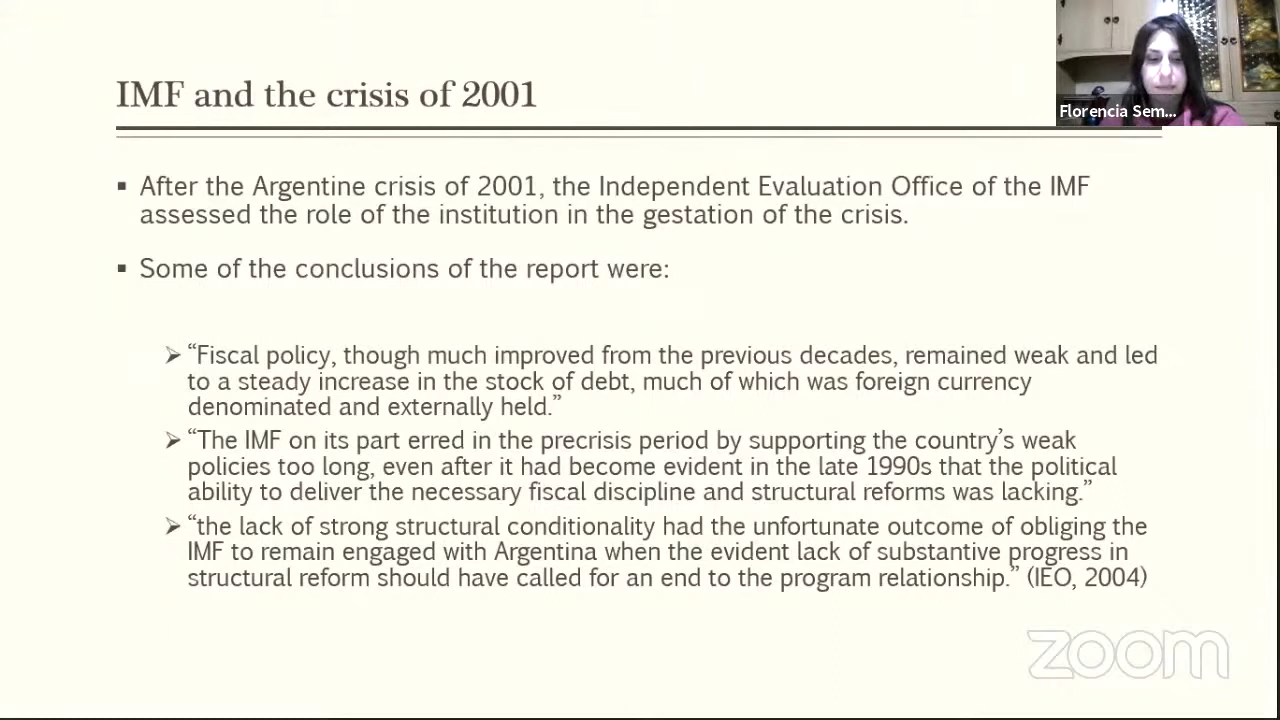 IMF and the crisis of 2001
Florencia Sem...
▪ After the Argentine crisis of 2001, the Independent Evaluation Office of the IMF
assessed the role of the institution in the gestation of the crisis.
▪ Some of the conclusions of the report were:
➢ “Fiscal policy, though much improved from the previous decades, remained weak and led
to a steady increase in the stock of debt, much of which was foreign currency
denominated and externally held.”
➢ “The IMF on its part erred in the precrisis period by supporting the country’s weak
policies too long, even after it had become evident in the late 1990s that the political
ability to deliver the necessary fiscal discipline and structural reforms was lacking.”
➢ “the lack of strong structural conditionality had the unfortunate outcome of obliging the
IMF to remain engaged with Argentina when the evident lack of substantive progress in
structural reform should have called for an end to the program relationship.” (IEO, 2004)
zoom